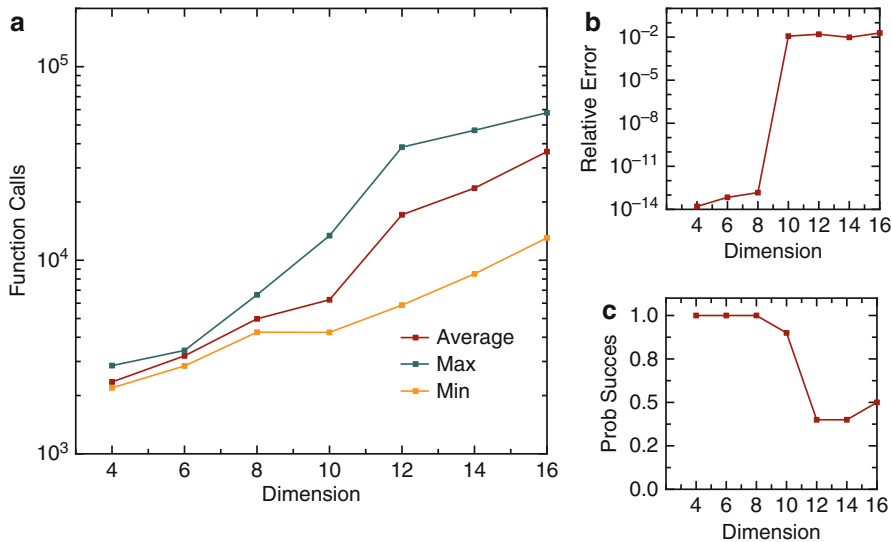 a
10^5
10^4
10^3
Function Calls
4 6 8 10 12 14 16
Dimension
Average
Max
Min
b
10^−2
10^−5
10^−8
10^−11
10^−14
Relative Error
4 6 8 10 12 14 16
Dimension
c
1.0
0.8
0.5
0.2
0.0
Prob Succes
4 6 8 10 12 14 16
Dimension